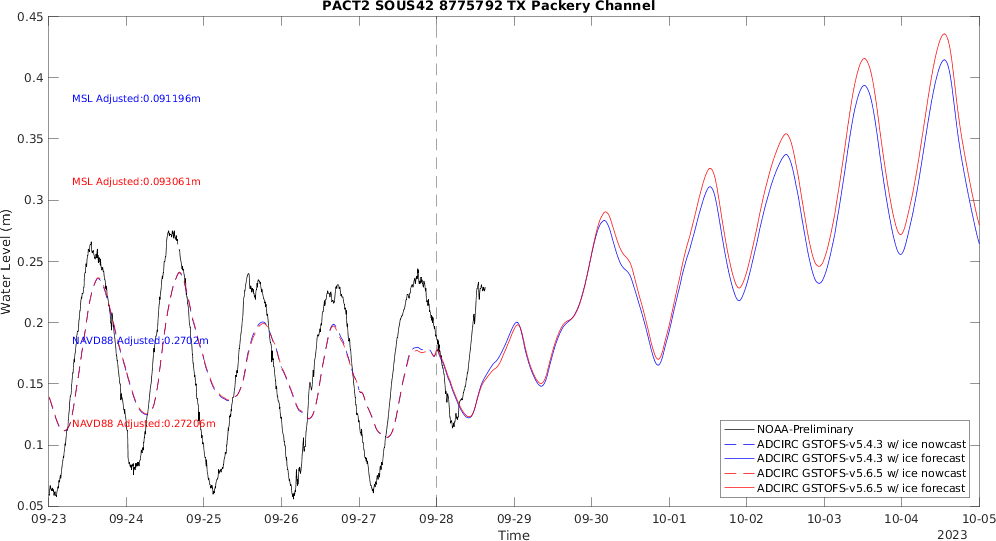 PACT2 SOUS42 8775792 TX Packery Channel
0.45
0.4
0.35
0.3
0.25
0.2
0.15
0.1
0.05
Water Level (m)
MSL Adjusted:0.091196m
MSL Adjusted:0.093061m
NAVD88 Adjusted:0.2702m
NAVD88 Adjusted:0.27206m
NOAA-Preliminary
ADCIRC GSTOFS-v5.4.3 w/ ice nowcast
ADCIRC GSTOFS-v5.4.3 w/ ice forecast
ADCIRC GSTOFS-v5.6.5 w/ ice nowcast
ADCIRC GSTOFS-v5.6.5 w/ ice forecast
09-23 09-24 09-25 09-26 09-27 09-28 09-29 09-30 10-01 10-02 10-03 10-04 10-05
Time
2023